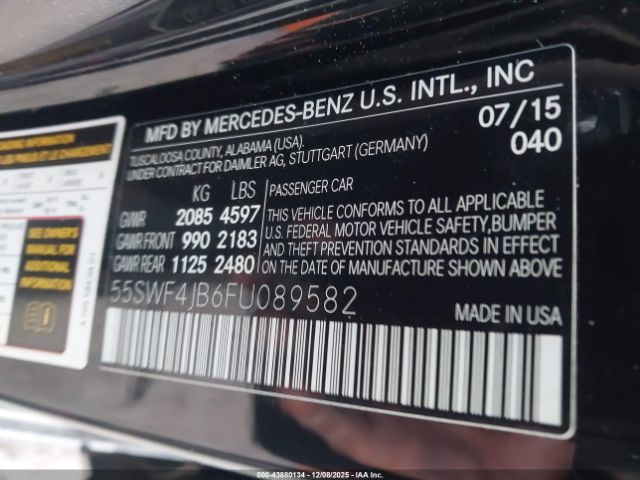 MFD BY MERCEDES-BENZ U.S. INTL., INC
TUSCALOOSA COUNTY, ALABAMA (USA).
UNDER CONTRACT FOR DAIMLER AG, STUTTGART (GERMANY)
07/15
040
KG LBS
GVWR 2085 4597
GAWR FRONT 990 2183
GAWR REAR 1125 2480
PASSENGER CAR
THIS VEHICLE CONFORMS TO ALL APPLICABLE
U.S. FEDERAL MOTOR VEHICLE SAFETY,BUMPER
AND THEFT PREVENTION STANDARDS IN EFFECT
ON THE DATE OF MANUFACTURE SHOWN ABOVE
55SWF4JB6FU089582
MADE IN USA
SEE OWNER'S
MANUAL FOR
ADDITIONAL
INFORMATION
000-43880134 - 12/08/2025 - IAA Inc.